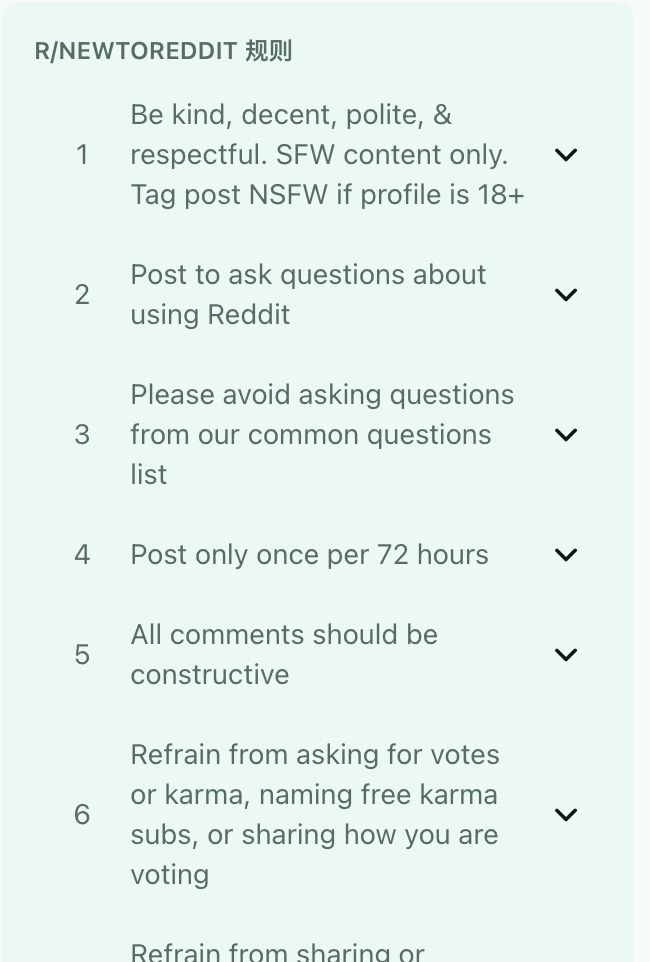 R/NEWTOREDDIT 规则
1
Be kind, decent, polite, &
respectful. SFW content only.
Tag post NSFW if profile is 18+
2
Post to ask questions about
using Reddit
3
Please avoid asking questions
from our common questions
list
4
Post only once per 72 hours
5
All comments should be
constructive
6
Refrain from asking for votes
or karma, naming free karma
subs, or sharing how you are
voting
Refrain from sharing or